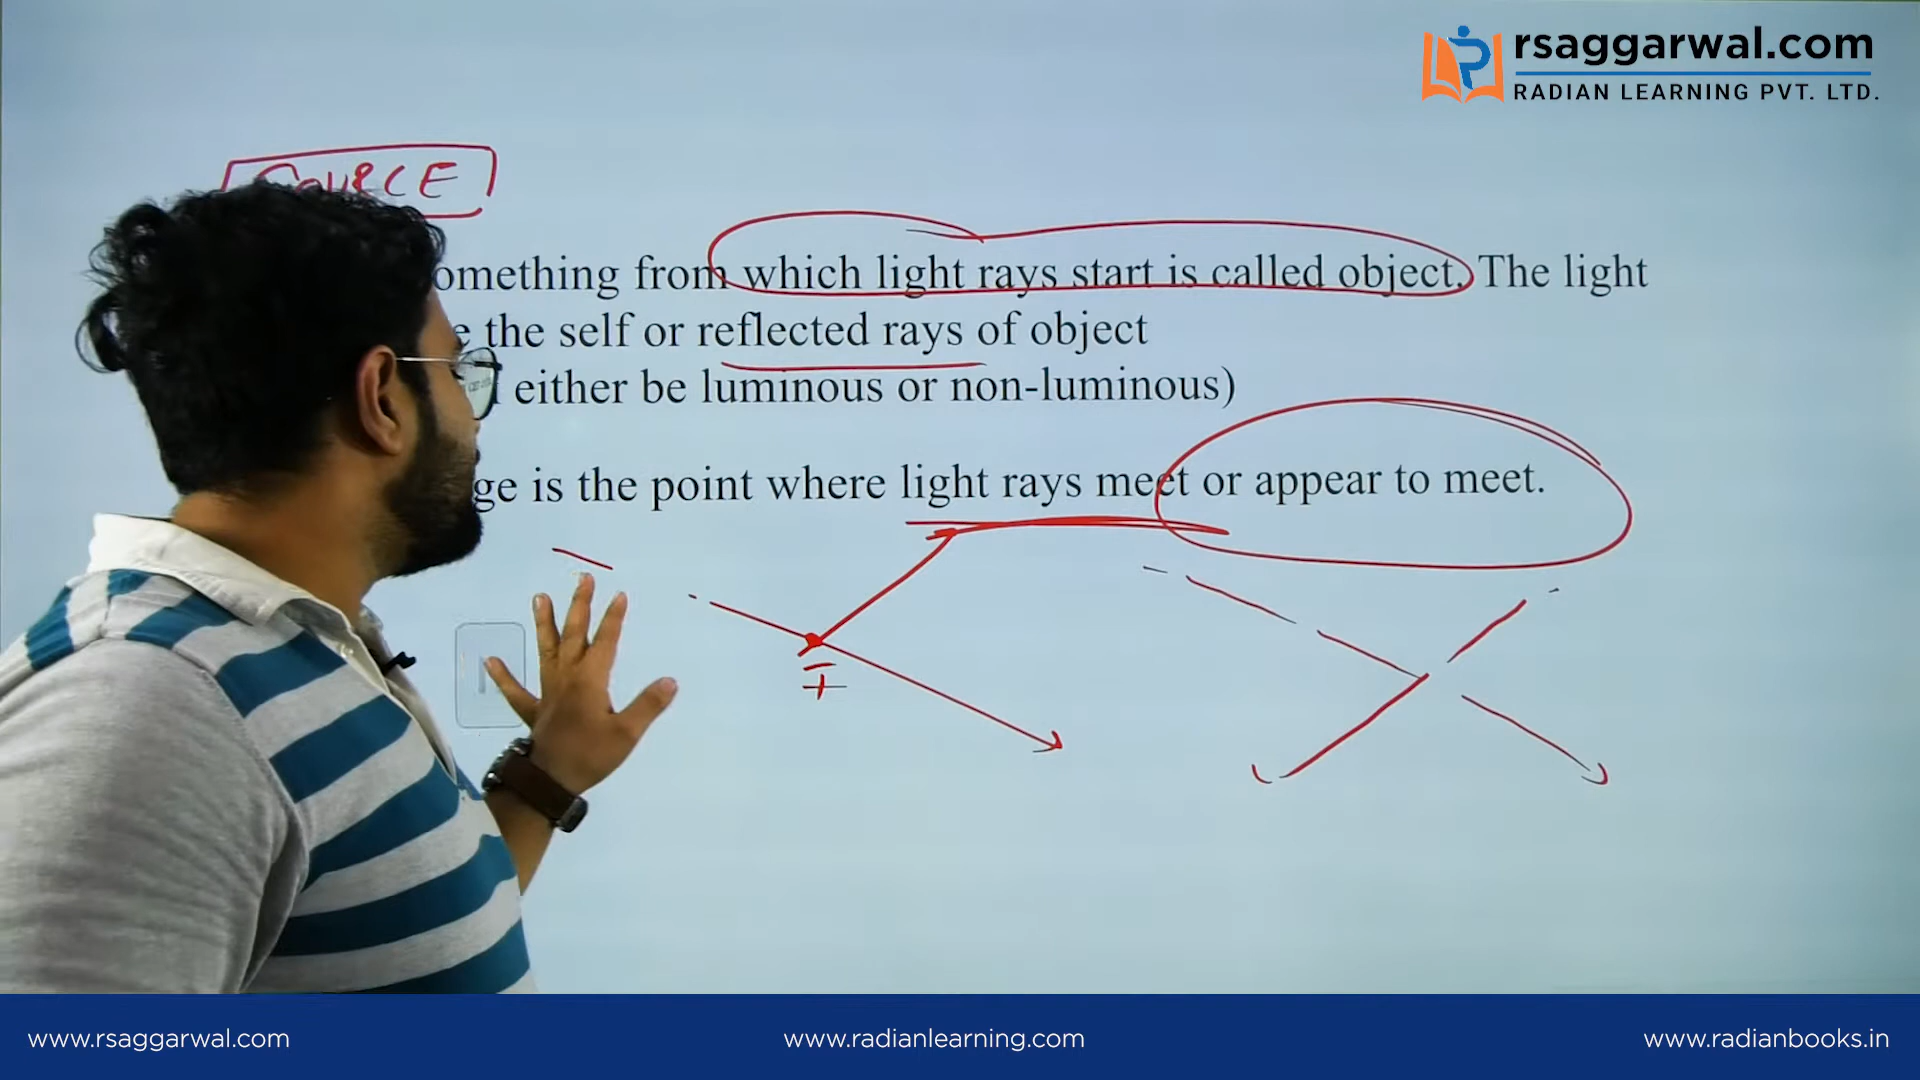 rsaggarwal.com
RADIAN LEARNING PVT. LTD.
SOURCE
omething from which light rays start is called object. The light
e the self or reflected rays of object
either be luminous or non-luminous)
ge is the point where light rays meet or appear to meet.
I
www.rsaggarwal.com
www.radianlearning.com
www.radianbooks.in